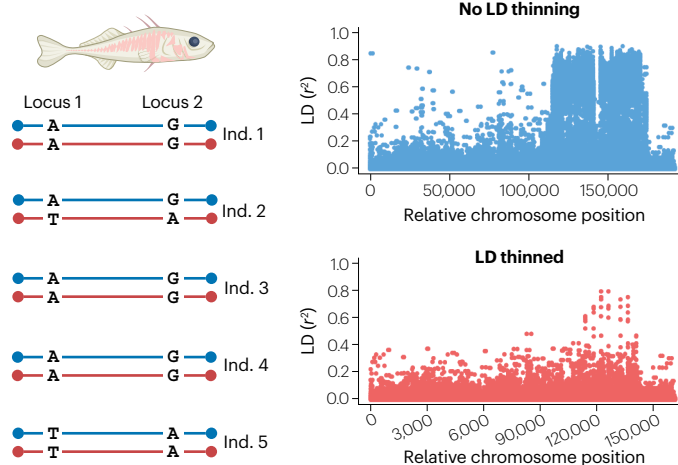 Locus 1 Locus 2
A G
A G
Ind. 1
A G
T A
Ind. 2
A G
A G
Ind. 3
A G
A G
Ind. 4
T A
T A
Ind. 5
No LD thinning
LD (r²)
1.0
0.8
0.6
0.4
0.2
0.0
0 50,000 100,000 150,000
Relative chromosome position
LD thinned
LD (r²)
1.0
0.8
0.6
0.4
0.2
0.0
0 3,000 6,000 90,000 120,000 150,000
Relative chromosome position